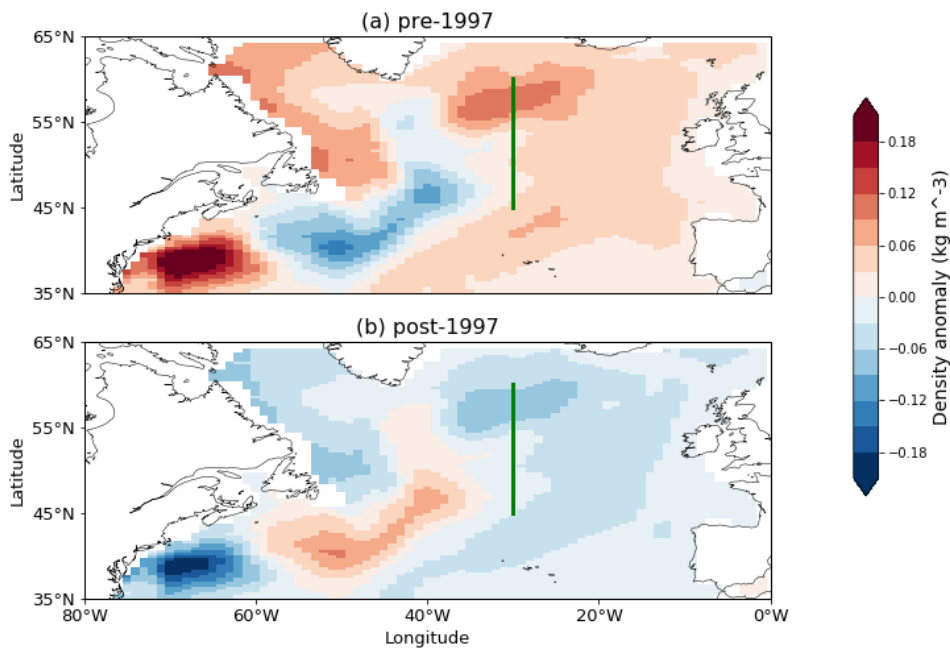 (a) pre-1997
65°N
55°N
45°N
35°N
Latitude
(b) post-1997
65°N
55°N
45°N
35°N
Latitude
80°W 60°W 40°W 20°W 0°W
Longitude
0.18
0.12
0.06
0.00
−0.06
−0.12
−0.18
Density anomaly (kg m^-3)